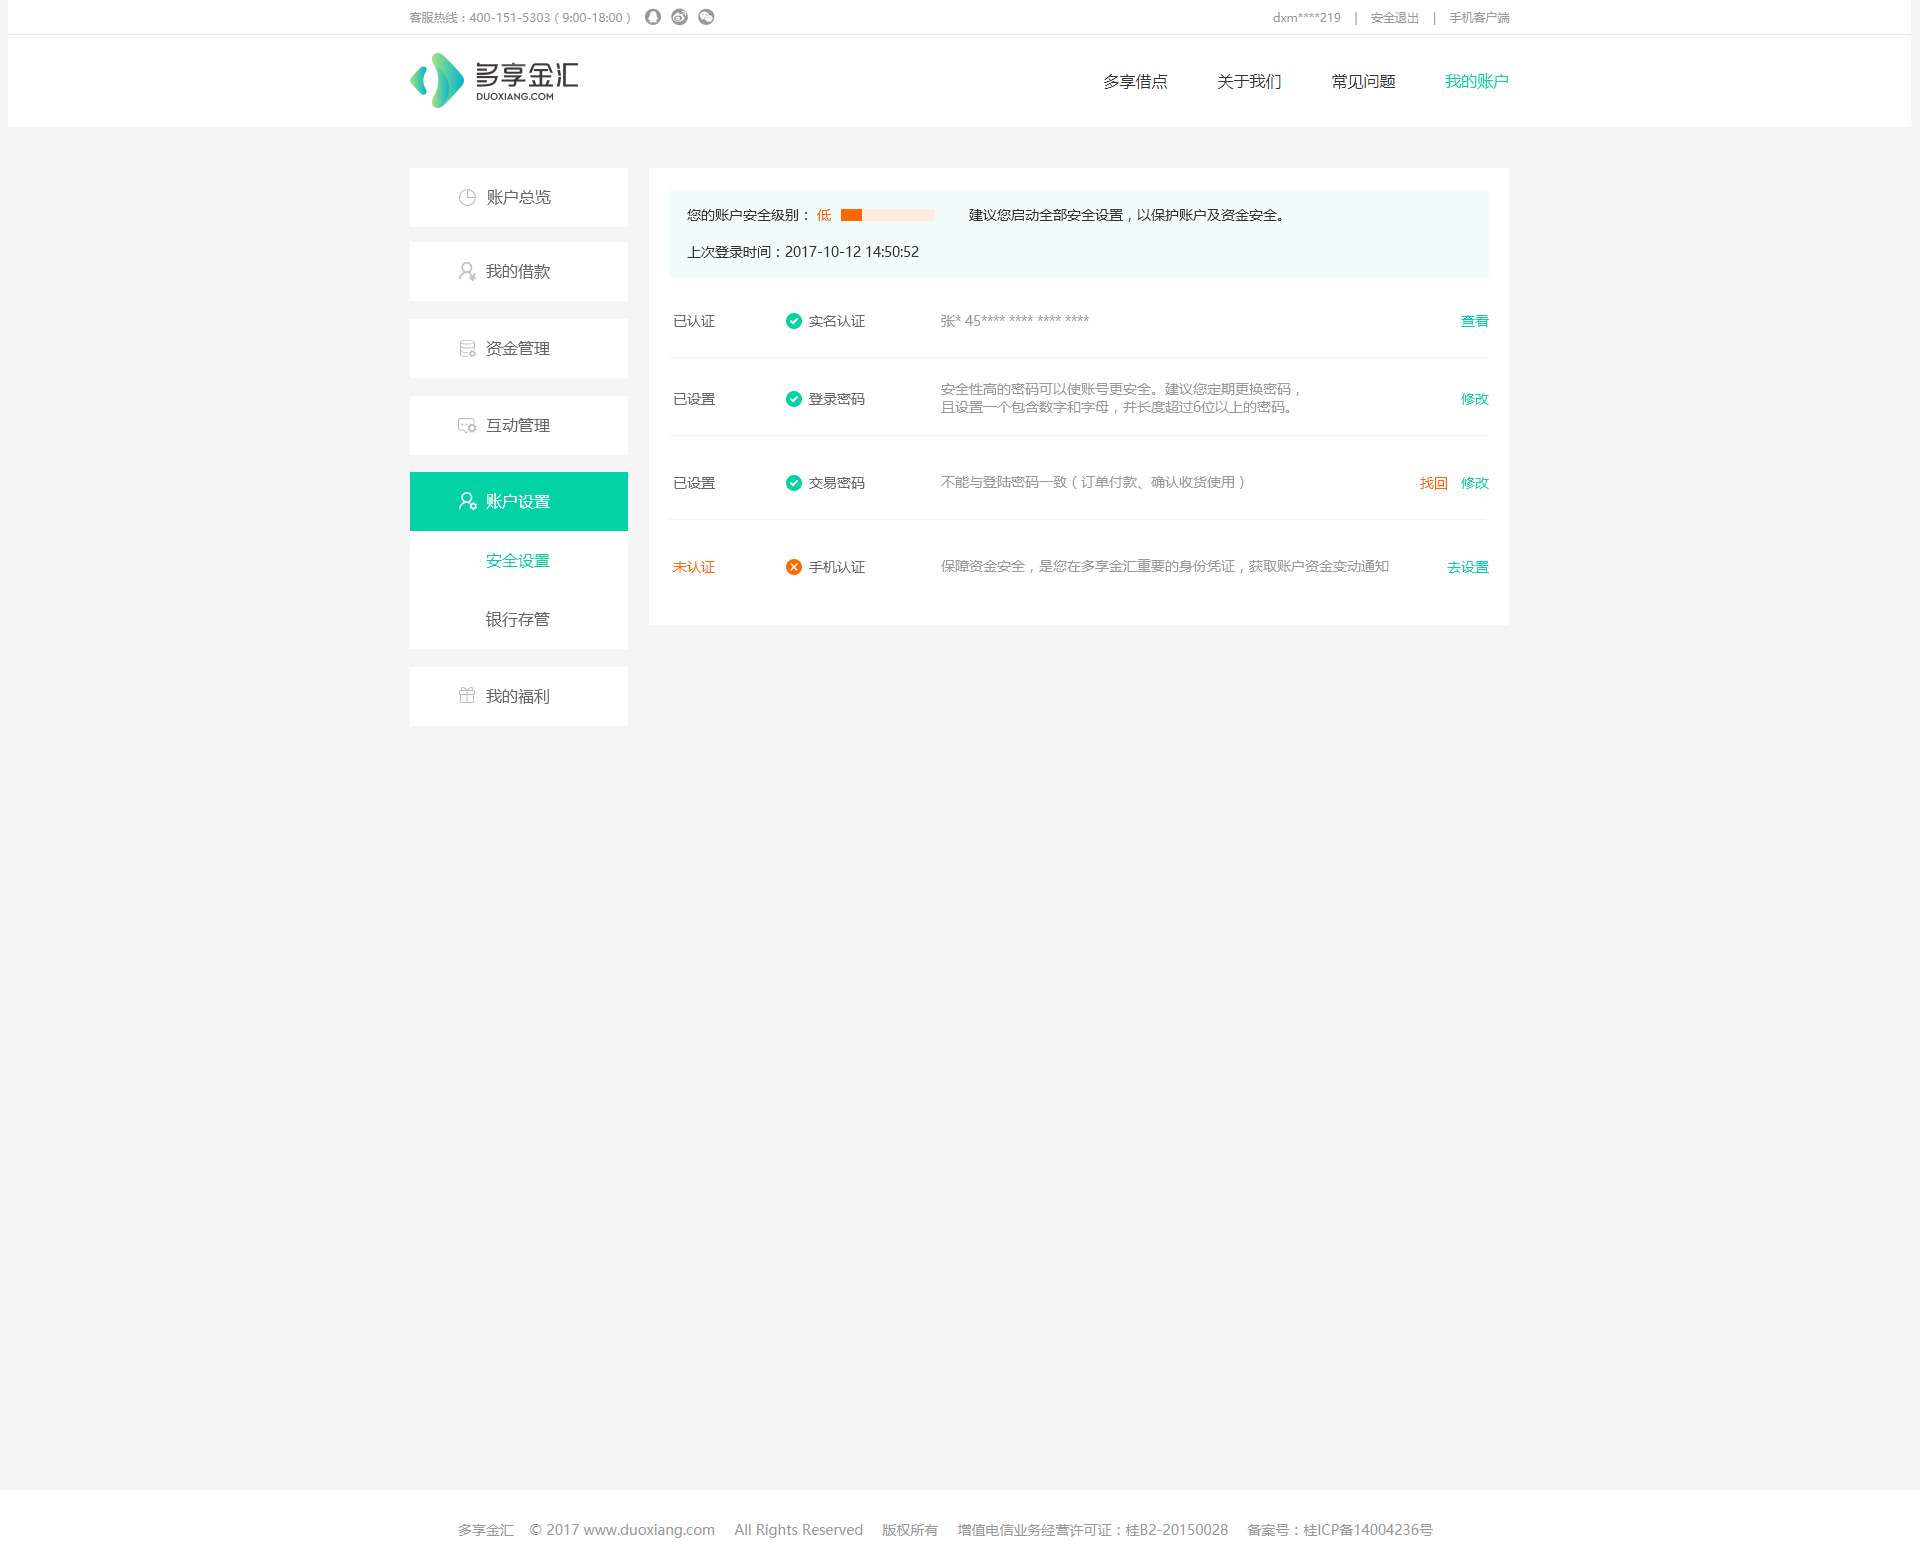 客服热线：400-151-5303（9:00-18:00）
dxm****219 | 安全退出 | 手机客户端
多享金汇
DUOXIANG.COM
多享借点 关于我们 常见问题 我的账户
账户总览
我的借款
资金管理
互动管理
账户设置
安全设置
银行存管
我的福利
您的账户安全级别： 低 建议您启动全部安全设置，以保护账户及资金安全。
上次登录时间：2017-10-12 14:50:52
已认证 实名认证 张* 45**** **** **** **** 查看
已设置 登录密码 安全性高的密码可以使账号更安全。建议您定期更换密码，
且设置一个包含数字和字母，并长度超过6位以上的密码。 修改
已设置 交易密码 不能与登陆密码一致（订单付款、确认收货使用） 找回 修改
未认证 手机认证 保障资金安全，是您在多享金汇重要的身份凭证，获取账户资金变动通知 去设置
多享金汇 © 2017 www.duoxiang.com All Rights Reserved 版权所有 增值电信业务经营许可证：桂B2-20150028 备案号：桂ICP备14004236号